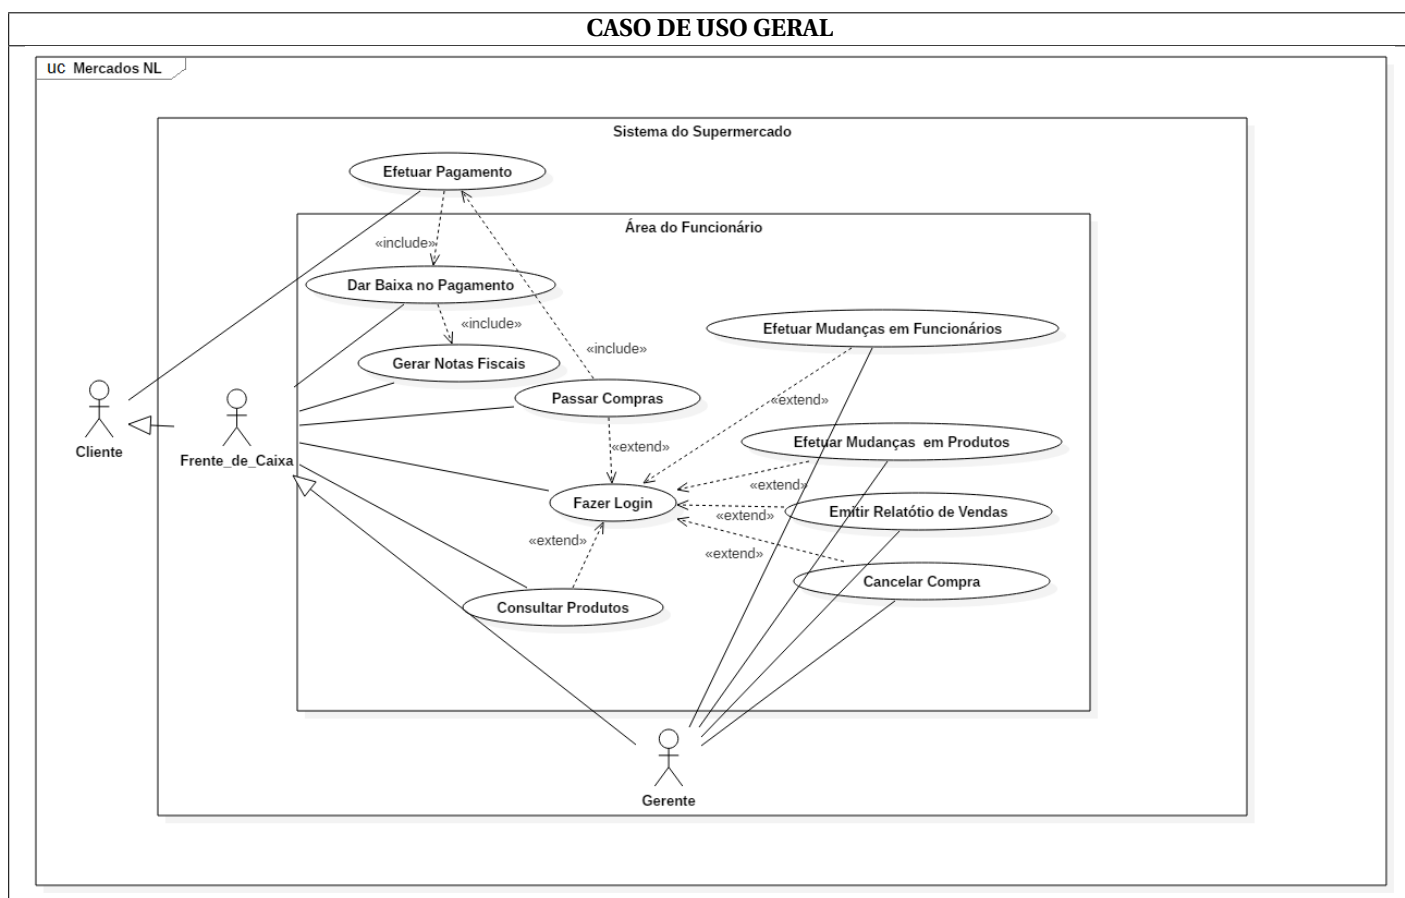 CASO DE USO GERAL
uc Mercados NL
Sistema do Supermercado
Efetuar Pagamento
Área do Funcionário
«include»
Dar Baixa no Pagamento
«include»
Efetuar Mudanças em Funcionários
«include»
Gerar Notas Fiscais
Passar Compras
«extend»
Efetuar Mudanças em Produtos
«extend»
Cliente
Frente_de_Caixa
«extend»
Fazer Login
Emitir Relatótio de Vendas
«extend»
«extend»
«extend»
Cancelar Compra
Consultar Produtos
Gerente